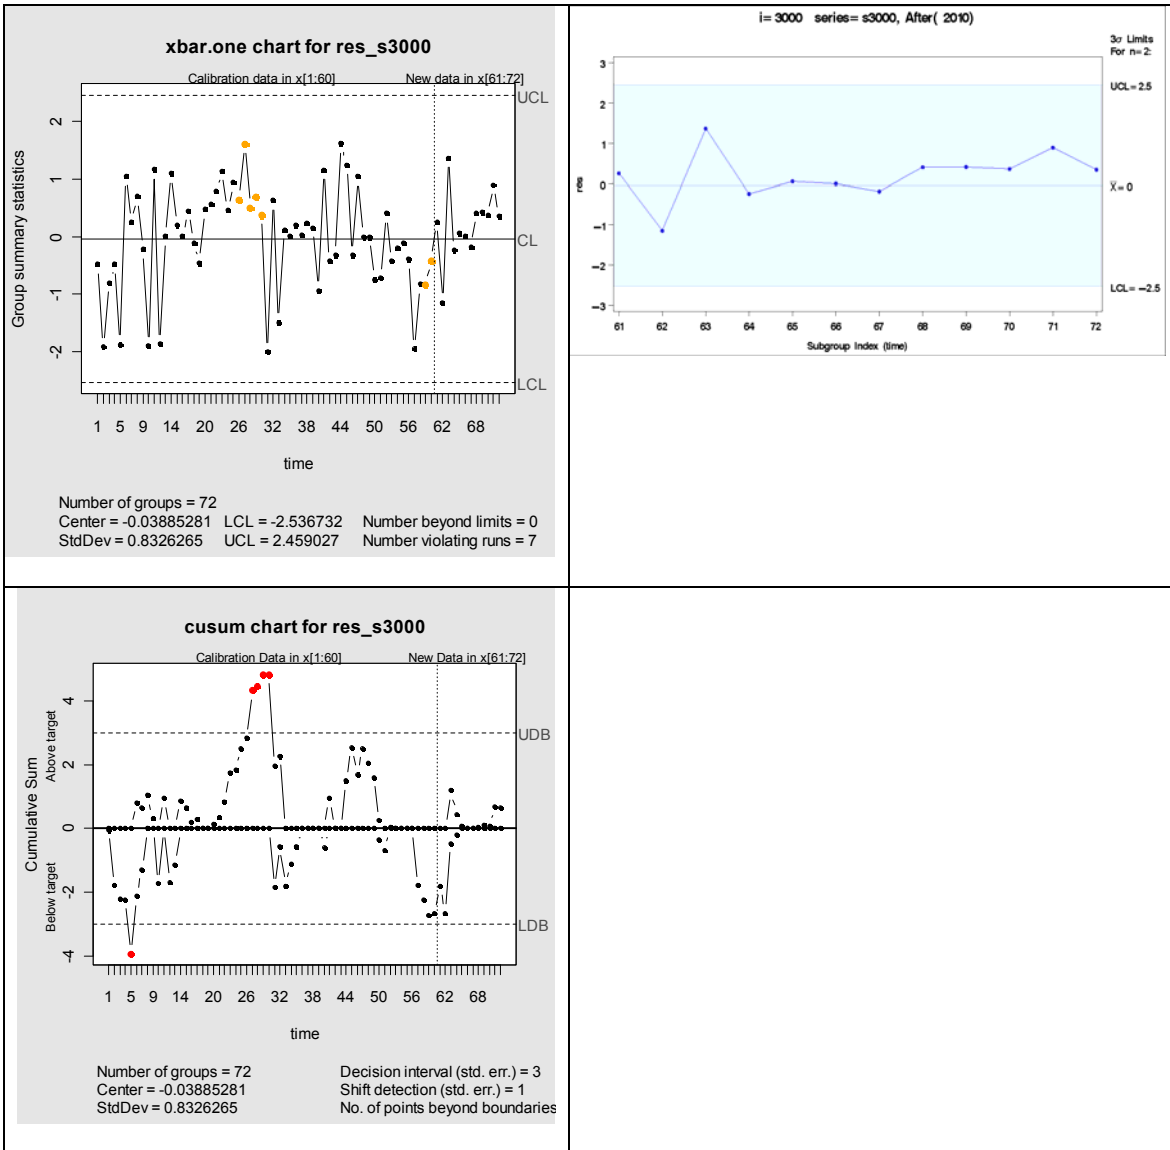 xbar.one chart for res_s3000
Calibration data in x[1:60] New data in x[61:72]
Group summary statistics
2
1
0
-1
-2
UCL
CL
LCL
1 5 9 14 20 26 32 38 44 50 56 62 68
time
Number of groups = 72
Center = -0.03885281 LCL = -2.536732 Number beyond limits = 0
StdDev = 0.8326265 UCL = 2.459027 Number violating runs = 7
i= 3000 series= s3000, After( 2010)
3σ Limits
For n=2:
UCL=2.5
X̄=0
LCL=-2.5
res
3
2
1
0
-1
-2
-3
61 62 63 64 65 66 67 68 69 70 71 72
Subgroup Index (time)
cusum chart for res_s3000
Calibration Data in x[1:60] New Data in x[61:72]
Cumulative Sum
Above target
Below target
4
2
0
-2
-4
UDB
LDB
1 5 9 14 20 26 32 38 44 50 56 62 68
time
Number of groups = 72 Decision interval (std. err.) = 3
Center = -0.03885281 Shift detection (std. err.) = 1
StdDev = 0.8326265 No. of points beyond boundaries